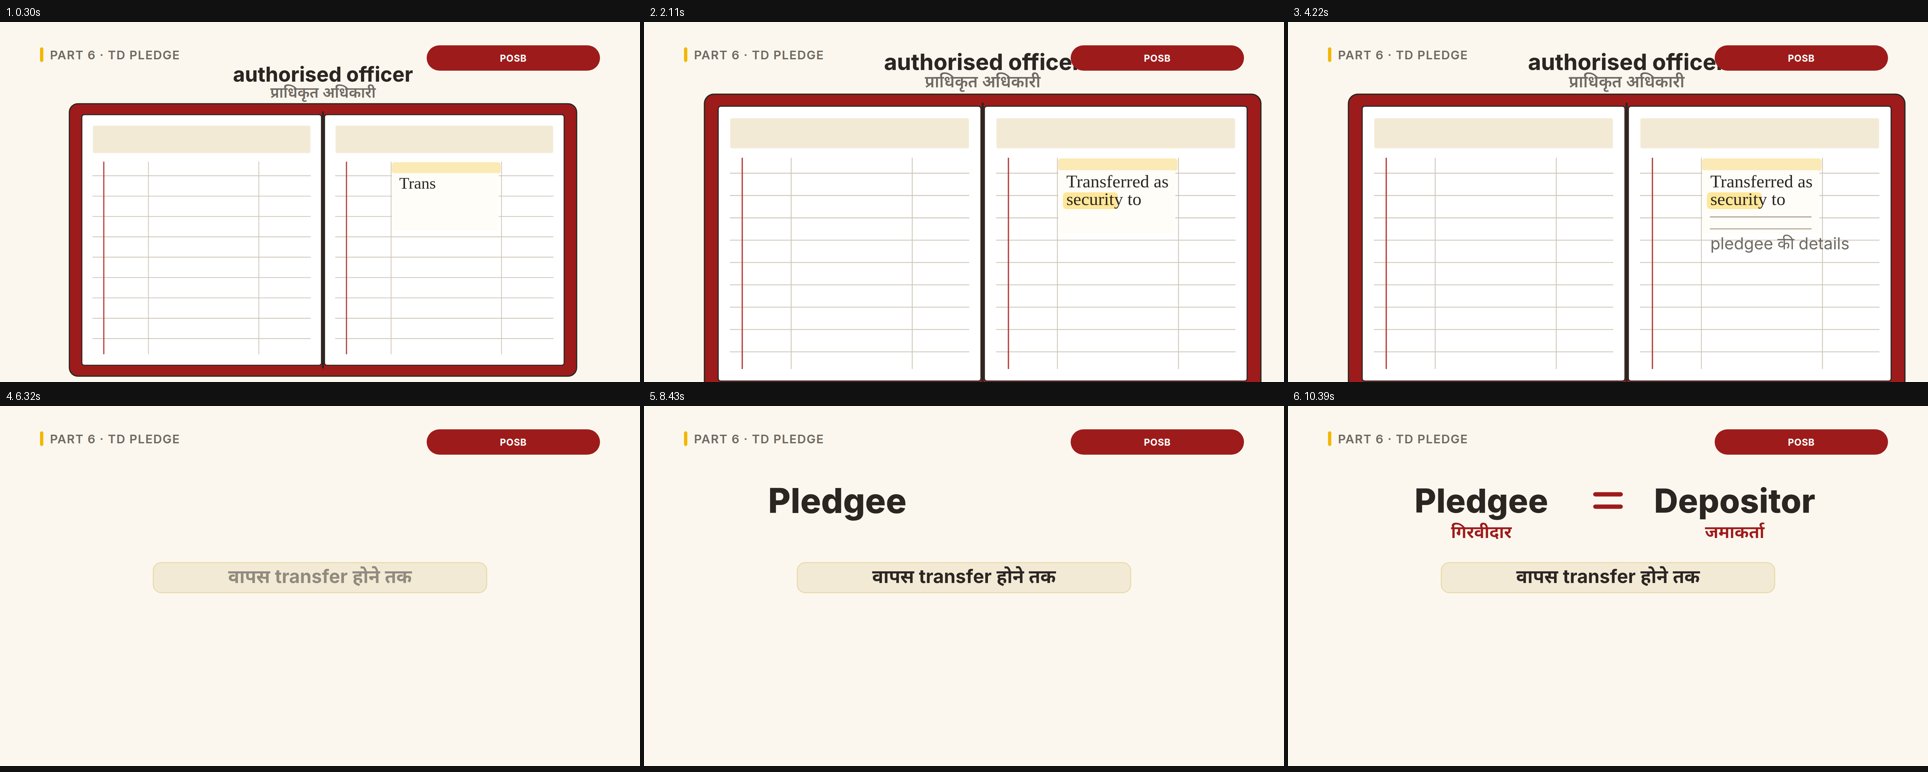 1. 0.30s
PART 6 · TD PLEDGE
POSB
authorised officer
प्राधिकृत अधिकारी
Trans
2. 2.11s
PART 6 · TD PLEDGE
POSB
authorised office
प्राधिकृत अधिकारी
Transferred as
security to
3. 4.22s
PART 6 · TD PLEDGE
POSB
authorised officer
प्राधिकृत अधिकारी
Transferred as
security to
pledgee की details
4. 6.32s
PART 6 · TD PLEDGE
POSB
वापस transfer होने तक
5. 8.43s
PART 6 · TD PLEDGE
POSB
Pledgee
वापस transfer होने तक
6. 10.39s
PART 6 · TD PLEDGE
POSB
Pledgee = Depositor
गिरवीदार जमाकर्ता
वापस transfer होने तक